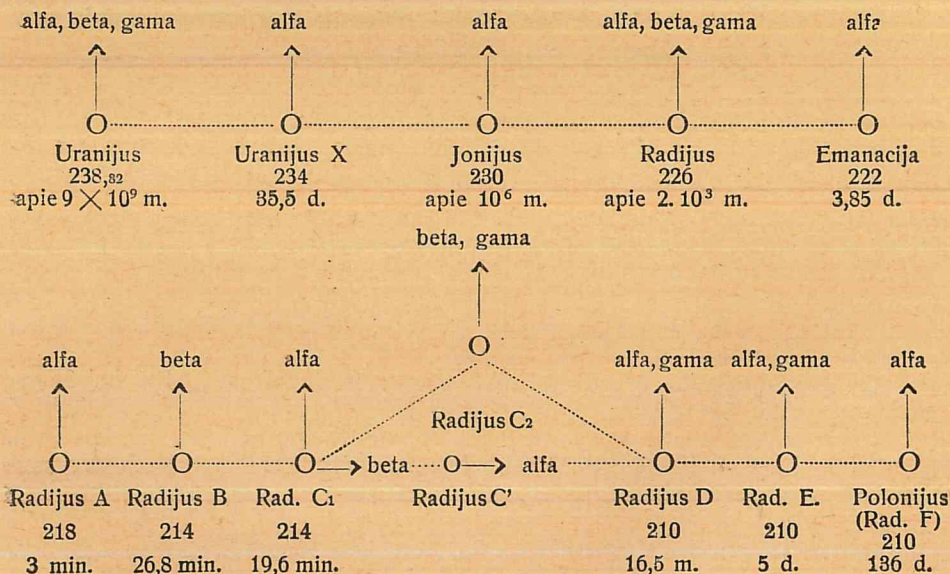 alfa, beta, gama alfa alfa alfa, beta, gama alfa
O O O O O
Uranijus Uranijus X Jonijus Radijus Emanacija
238,82 234 230 226 222
apie 9 × 10⁹ m. 35,5 d. apie 10⁶ m. apie 2. 10³ m. 3,85 d.
beta, gama
O
alfa beta alfa alfa, gama alfa, gama alfa
Radijus C₂
O O O beta O alfa O O O
Radijus A Radijus B Rad. C₁ Radijus C' Radijus D Rad. E. Polonijus
(Rad. F)
218 214 214 210 210 210
3 min. 26,8 min. 19,6 min. 16,5 m. 5 d. 136 d.